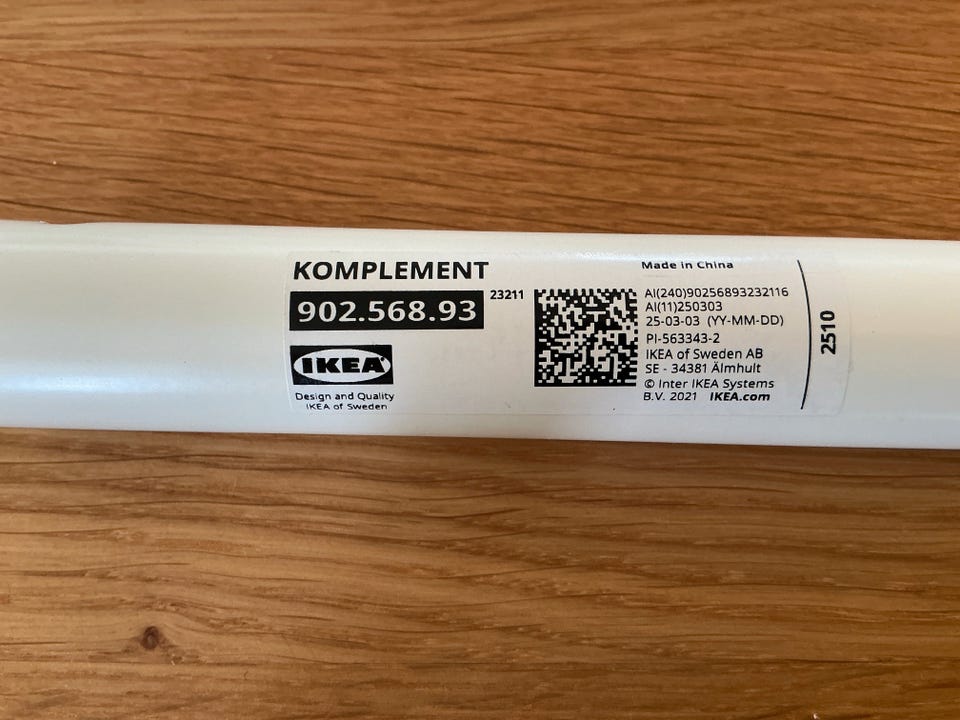 KOMPLEMENT
902.568.93
23211
IKEA
Design and Quality
IKEA of Sweden
Made in China
AI(240)90256893232116
AI(11)250303
25-03-03 (YY-MM-DD)
PI-563343-2
IKEA of Sweden AB
SE - 34381 Älmhult
© Inter IKEA Systems
B.V. 2021 IKEA.com
2510